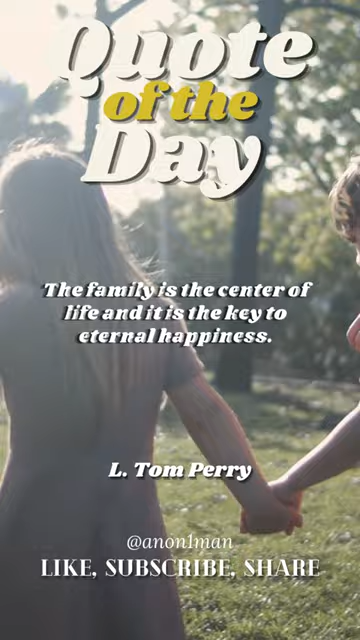 Quote
of the
Day
The family is the center of
life and it is the key to
eternal happiness.
L. Tom Perry
@anon1man
LIKE, SUBSCRIBE, SHARE